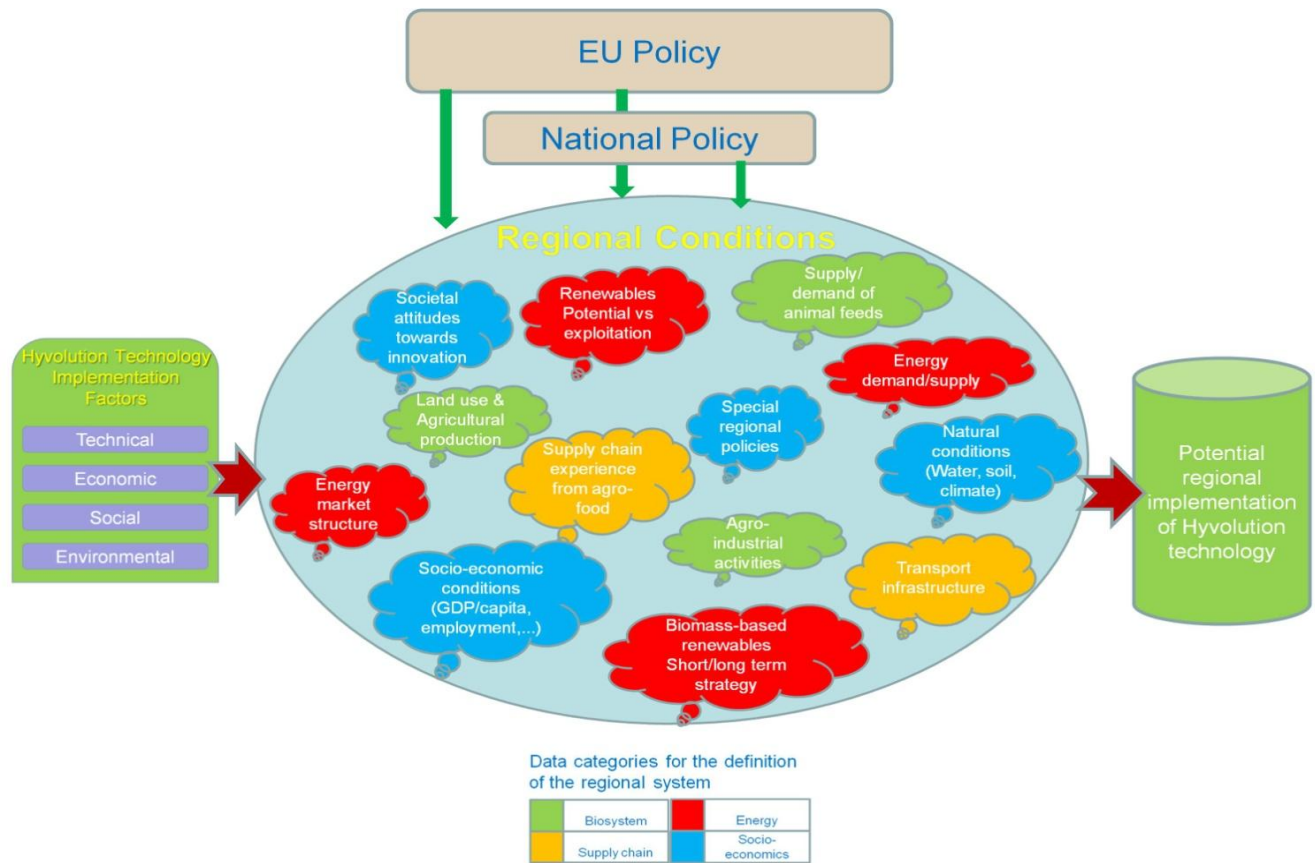 EU Policy
National Policy
Regional Conditions
Societal
attitudes
towards
innovation
Renewables
Potential vs
exploitation
Supply/
demand of
animal feeds
Energy
demand/supply
Land use &
Agricultural
production
Special
regional
policies
Natural
conditions
(Water, soil,
climate)
Supply chain
experience
from agro-
food
Energy
market
structure
Agro-
industrial
activities
Transport
infrastructure
Socio-economic
conditions
(GDP/capita,
employment,...)
Biomass-based
renewables
Short/long term
strategy
Hyvolution Technology
Implementation
Factors
Technical
Economic
Social
Environmental
Potential
regional
implementation
of Hyvolution
technology
Data categories for the definition
of the regional system
Biosystem
Energy
Supply chain
Socio-
economics